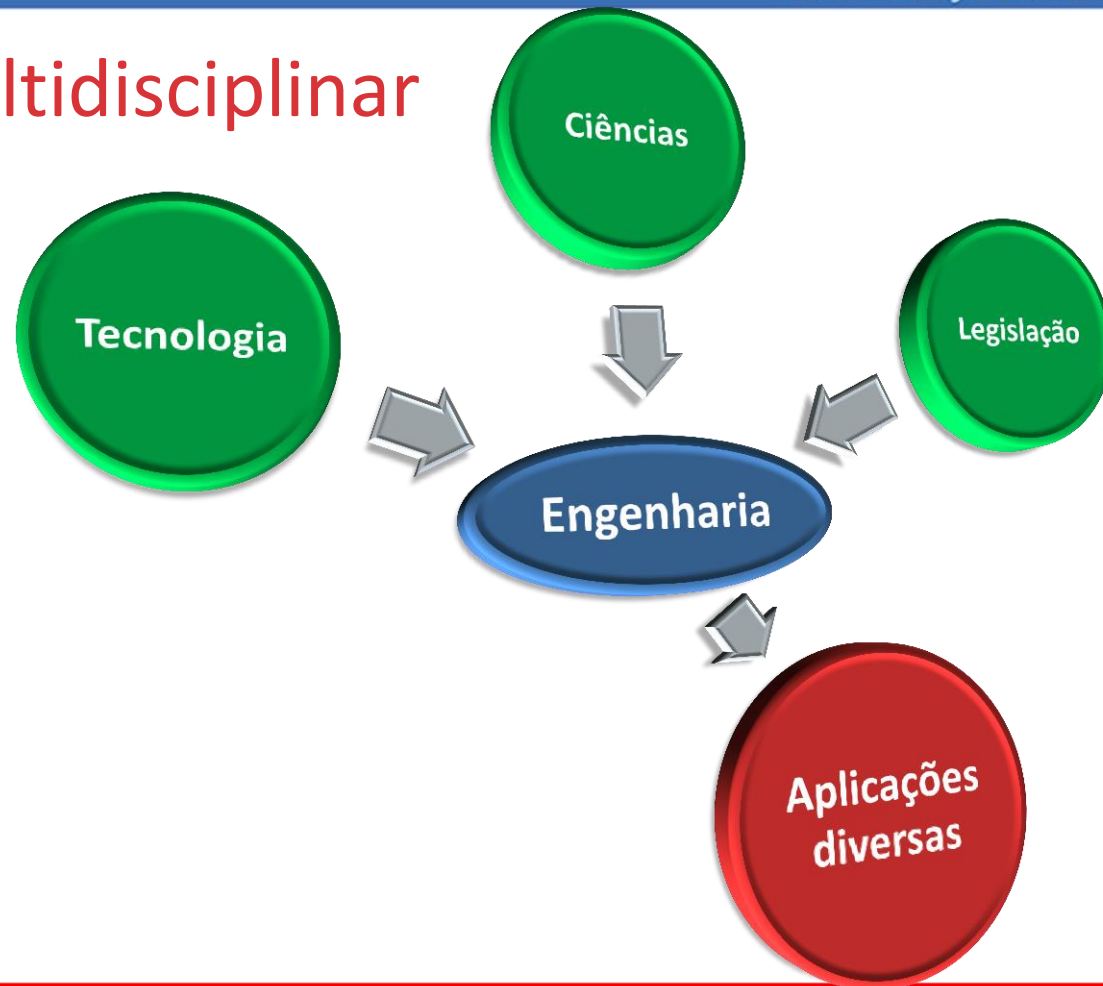 ltidisciplinar
Ciências
Tecnologia
Legislação
Engenharia
Aplicações
diversas